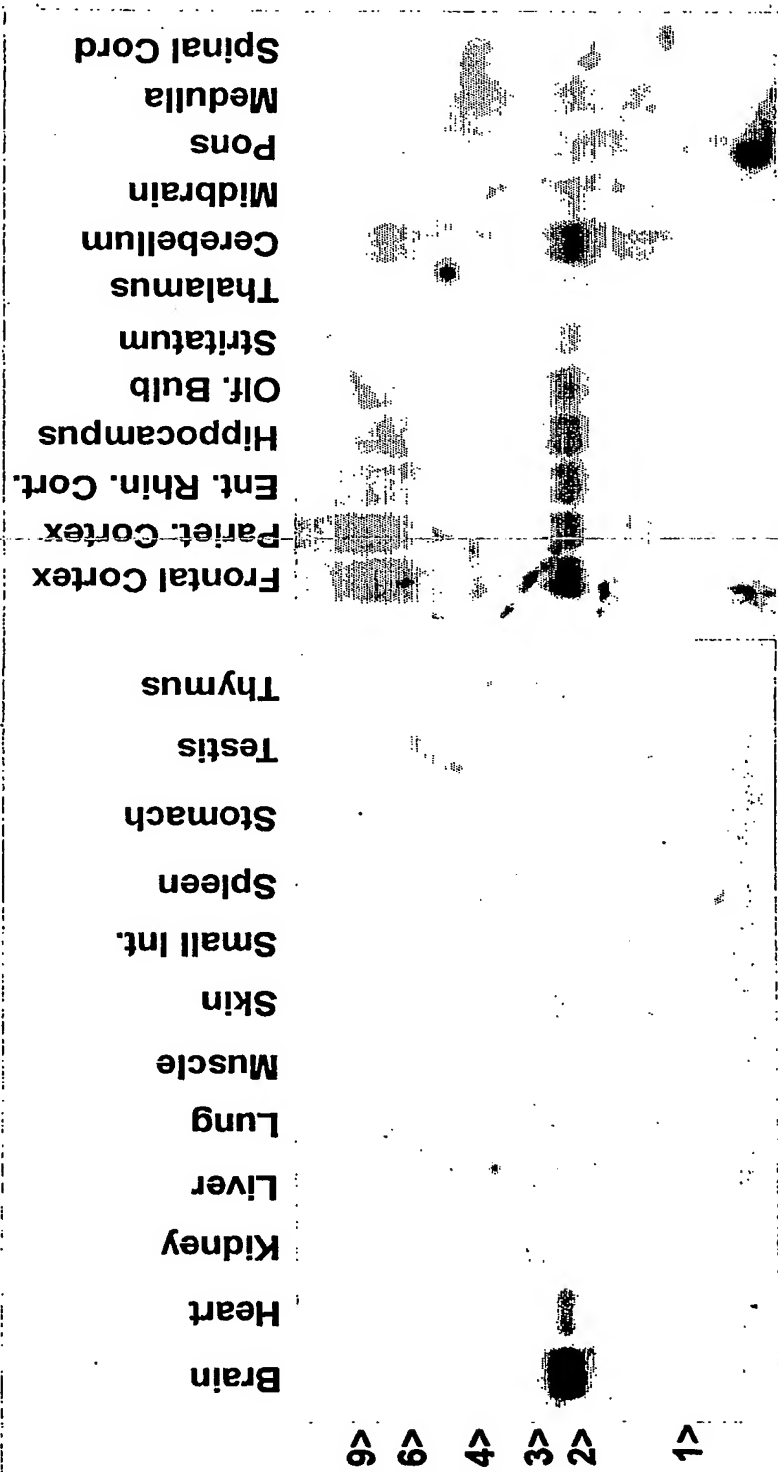 Brain
Heart
Kidney
Liver
Lung
Muscle
Skin
Small Int.
Spleen
Stomach
Testis
Thymus
Frontal Cortex
Pariet. Cortex
Ent. Rhin. Cort.
Hippocampus
Olf. Bulb
Stritatum
Thalamus
Cerebellum
Midbrain
Pons
Medulla
Spinal Cord
9>
6>
4>
3>
2>
1>